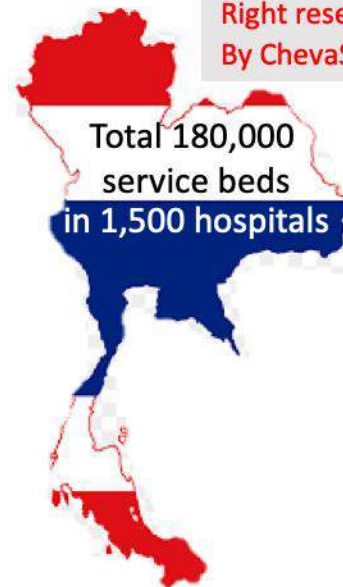 Right rese
By ChevaS
Total 180,000
service beds
in 1,500 hospitals